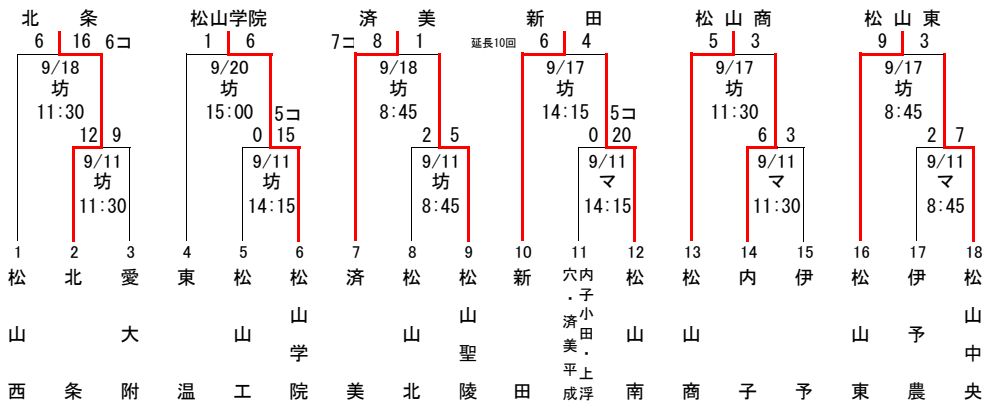 北条 松山学院 済美 新田 松山商 松山東
6 16 6コ 1 6 7コ 8 1 延長10回 6 4 5 3 9 3
9/18 9/20 9/18 9/17 9/17 9/17
坊 坊 坊 坊 坊 坊
11:30 15:00 8:45 14:15 11:30 8:45
5コ 5コ
12 9 0 15 2 5 0 20 6 3 2 7
9/11 9/11 9/11 9/11 9/11 9/11
坊 坊 坊 マ マ マ
11:30 14:15 8:45 14:15 11:30 8:45
1 2 3 4 5 6 7 8 9 10 11 12 13 14 15 16 17 18
松山西
北条
愛大附
東温
松山工
松山学院
済美
松山北
松山聖陵
新田
内子小田・上浮
穴・済美平成
松山南
松山商
内子
伊予
松山東
伊予農
松山中央